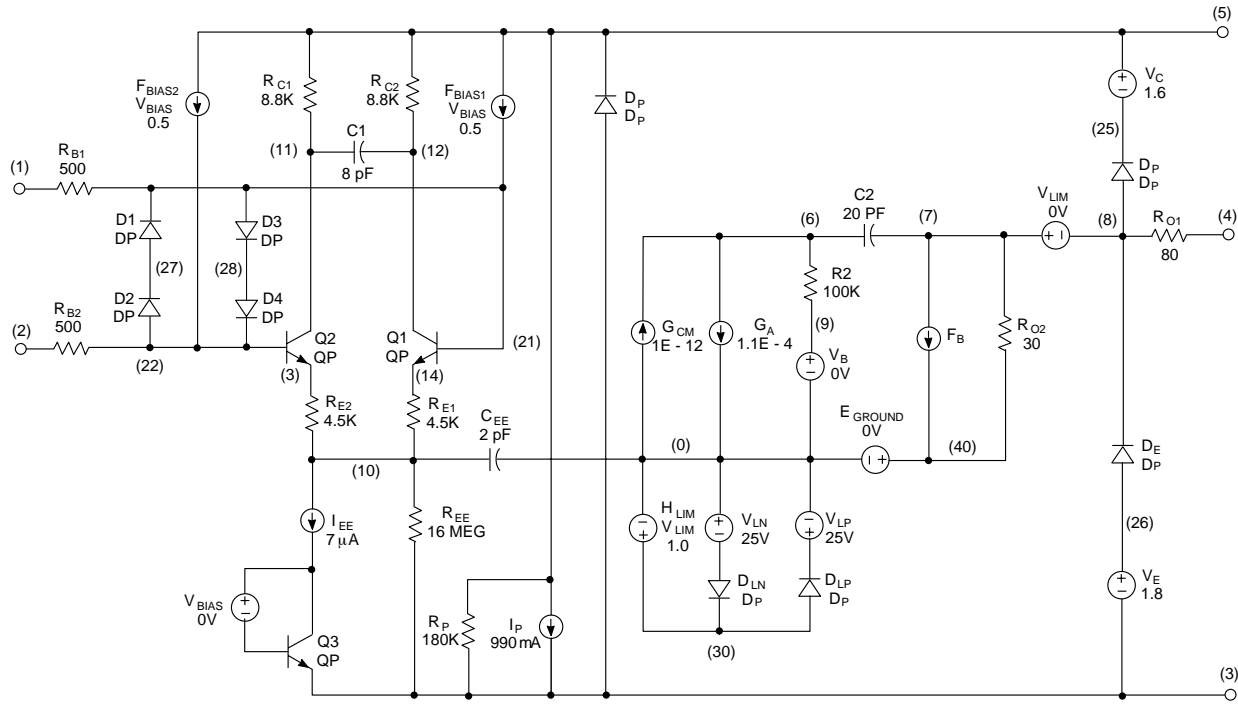 (5)
R C1
8.8K
R C2
8.8K
F BIAS2
V BIAS
0.5
F BIAS1
V BIAS
0.5
D P
D P
V C
1.6
(25)
C1
8 pF
(11)
(12)
(1)
R B1
500
D1
DP
D3
DP
(27)
(28)
D2
DP
D4
DP
(2)
R B2
500
(22)
Q2
QP
(3)
Q1
QP
(14)
(21)
R E2
4.5K
R E1
4.5K
C EE
2 pF
(10)
I EE
7 μA
R EE
16 MEG
V BIAS
0V
Q3
QP
R P
180K
I P
990 mA
D P
D P
V LIM
0V
(8)
R O1
80
(4)
C2
20 PF
(6)
(7)
R2
100K
(9)
G CM
1E - 12
G A
1.1E - 4
V B
0V
F B
R O2
30
E GROUND
0V
(0)
(40)
H LIM
V LIM
1.0
V LN
25V
V LP
25V
D LN
D P
D LP
D P
(30)
D E
D P
(26)
V E
1.8
(3)